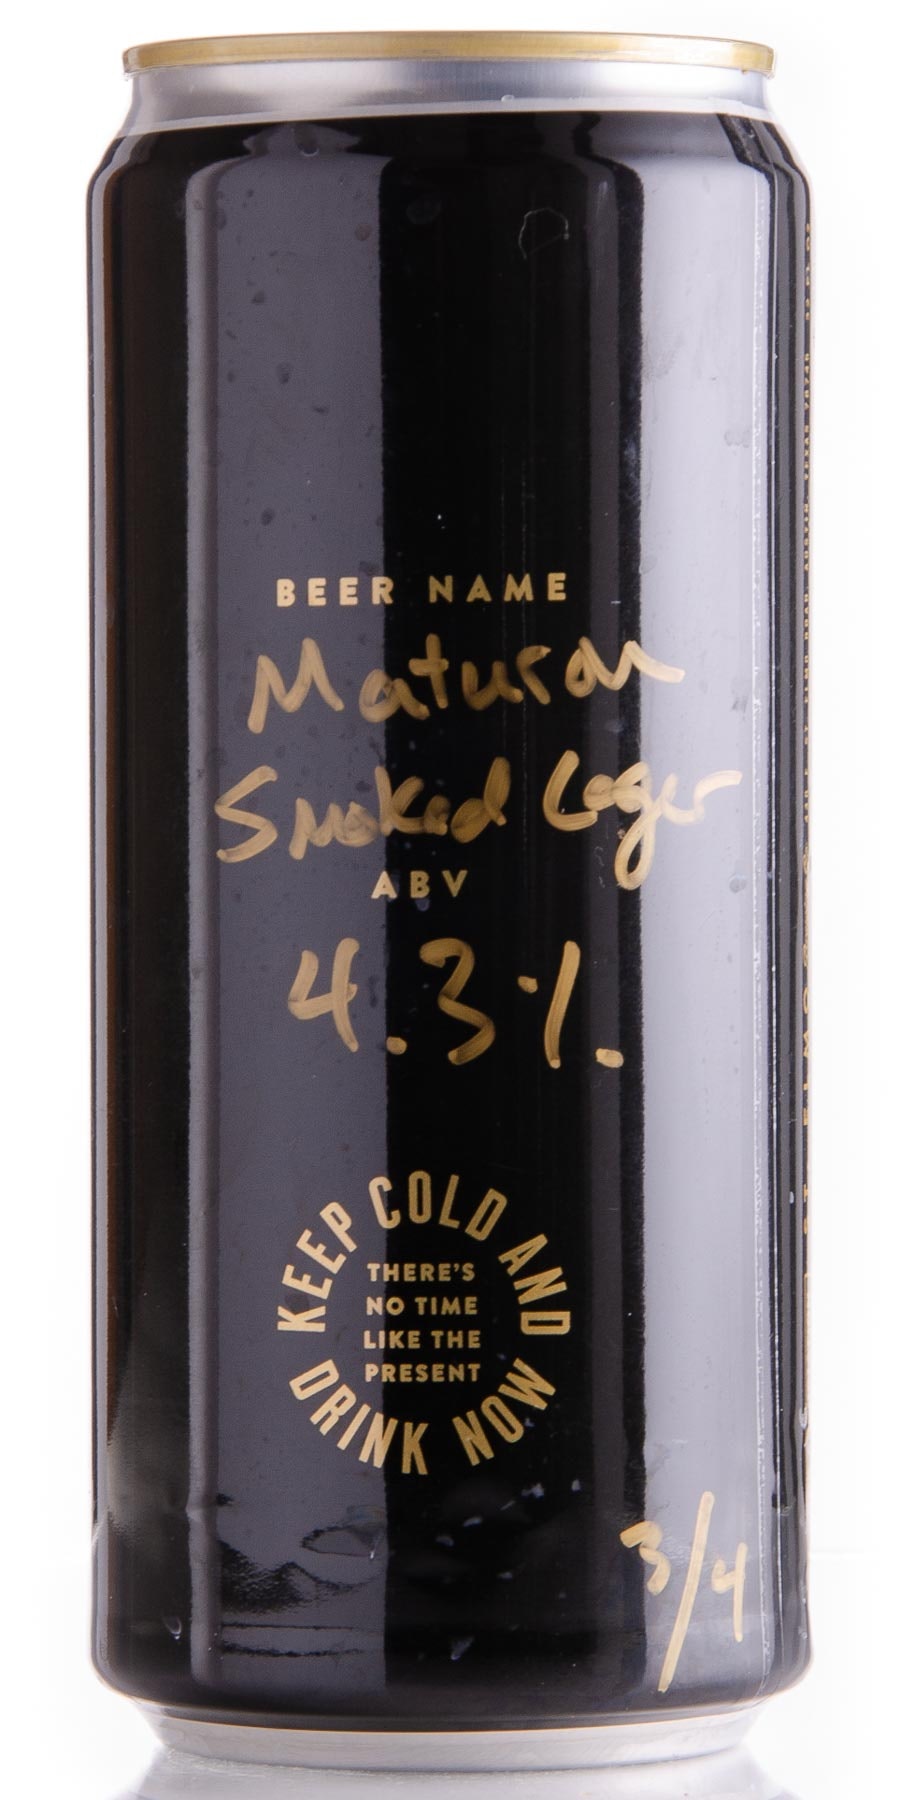 BEER NAME
Maturon
Smoked Lager
ABV
4.3%
KEEP COLD AND
THERE'S
NO TIME
LIKE THE
PRESENT
DRINK NOW
3/4